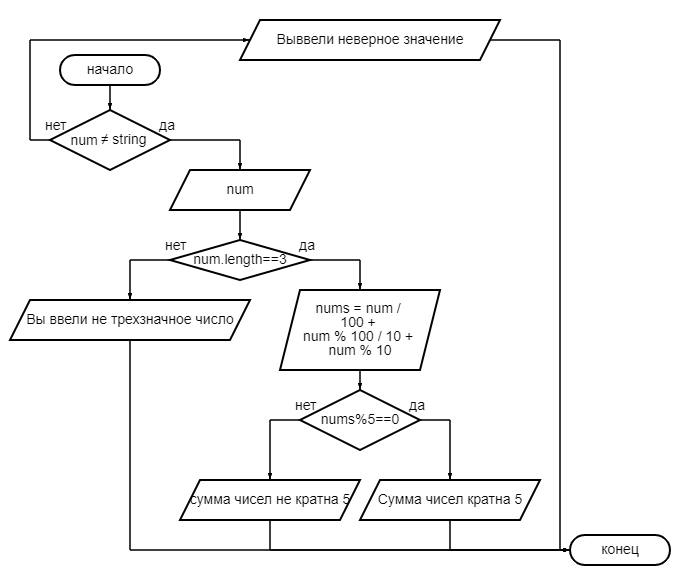 Выввели неверное значение
начало
нет
да
num ≠ string
num
нет
да
num.length==3
Вы ввели не трехзначное число
nums = num /
100 +
num % 100 / 10 +
num % 10
нет
да
nums%5==0
сумма чисел не кратна 5
Сумма чисел кратна 5
конец